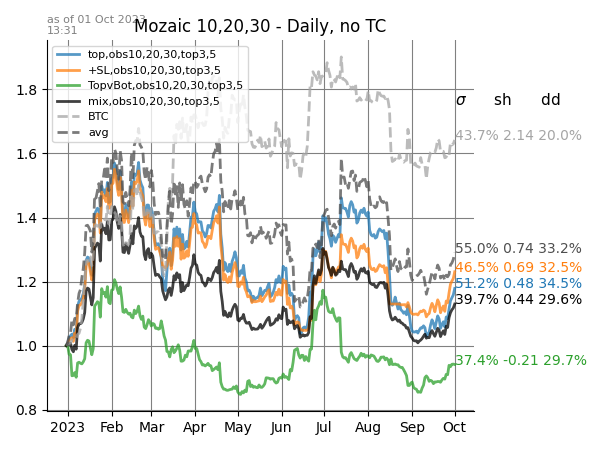 as of 01 Oct 2023
13:31
Mozaic 10,20,30 - Daily, no TC
top,obs10,20,30,top3,5
+SL,obs10,20,30,top3,5
TopvBot,obs10,20,30,top3,5
mix,obs10,20,30,top3,5
BTC
avg
σ sh dd
43.7% 2.14 20.0%
55.0% 0.74 33.2%
46.5% 0.69 32.5%
51.2% 0.48 34.5%
39.7% 0.44 29.6%
37.4% -0.21 29.7%
1.8
1.6
1.4
1.2
1.0
0.8
2023 Feb Mar Apr May Jun Jul Aug Sep Oct